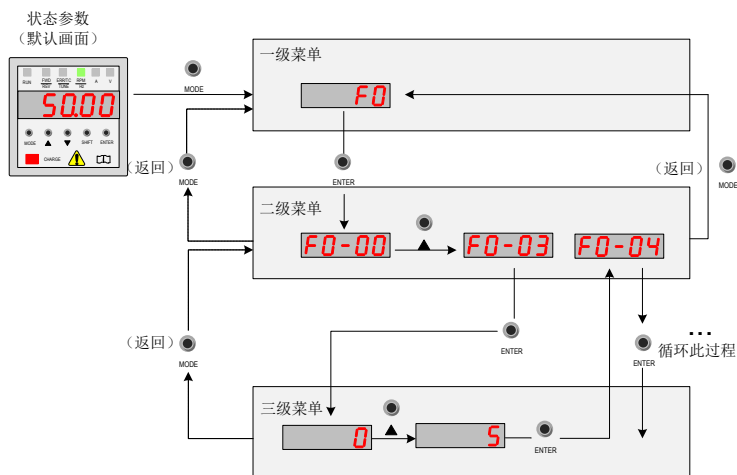 状态参数
(默认画面)
RUN
FWD
REV
ERR/TC
TUNE
RPM
HZ
A
V
50.00
MODE
SHIFT
ENTER
CHARGE
MODE
一级菜单
F0
(返回)
MODE
ENTER
(返回)
MODE
二级菜单
F0-00
F0-03
F0-04
(返回)
MODE
ENTER
ENTER
...
循环此过程
三级菜单
0
5
ENTER